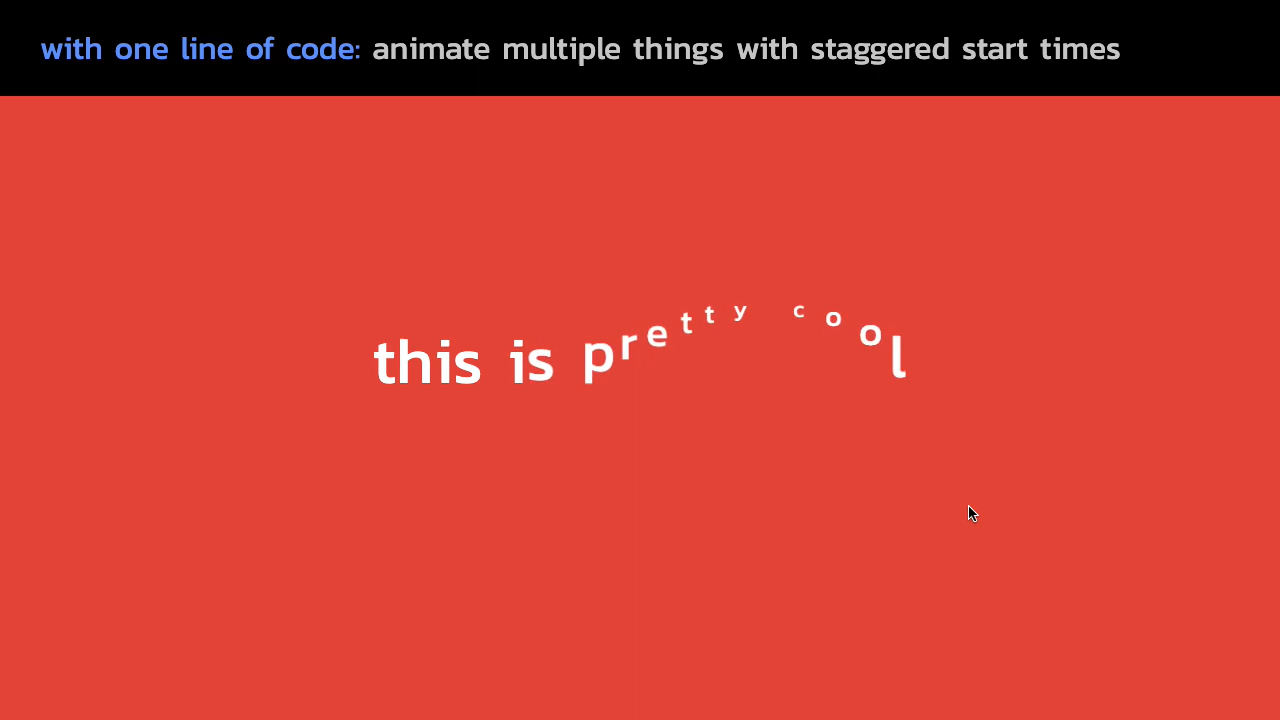 with one line of code: animate multiple things with staggered start times
this is pretty cool